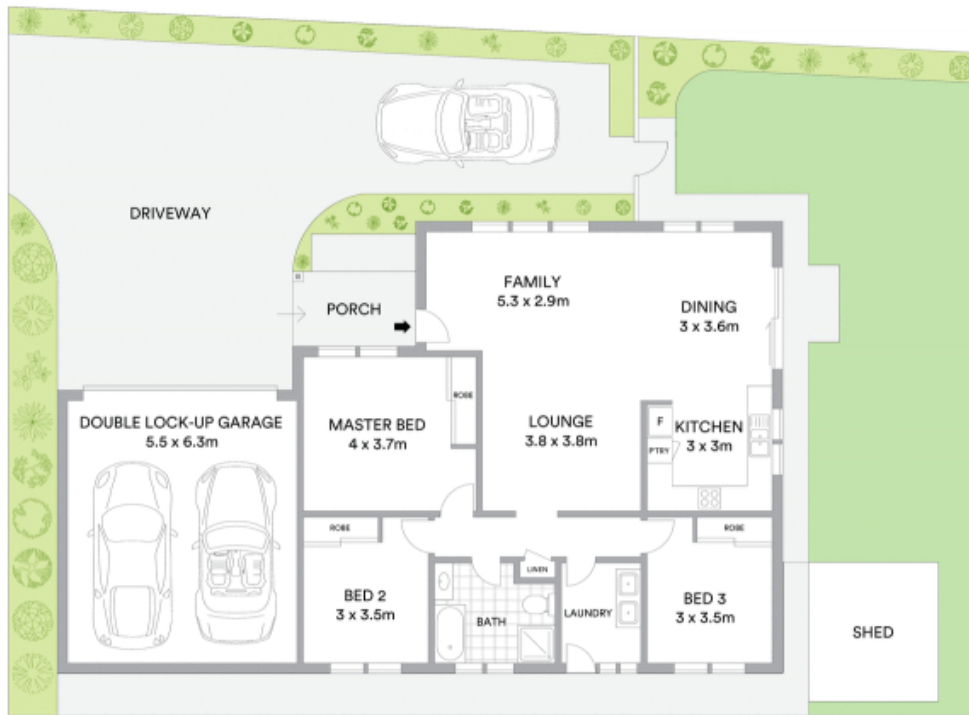 DRIVEWAY
PORCH
FAMILY
5.3 x 2.9m
DINING
3 x 3.6m
DOUBLE LOCK-UP GARAGE
5.5 x 6.3m
MASTER BED
4 x 3.7m
ROBE
LOUNGE
3.8 x 3.8m
F
PTRY
KITCHEN
3 x 3m
ROBE
BED 2
3 x 3.5m
BATH
LINEN
LAUNDRY
ROBE
BED 3
3 x 3.5m
SHED